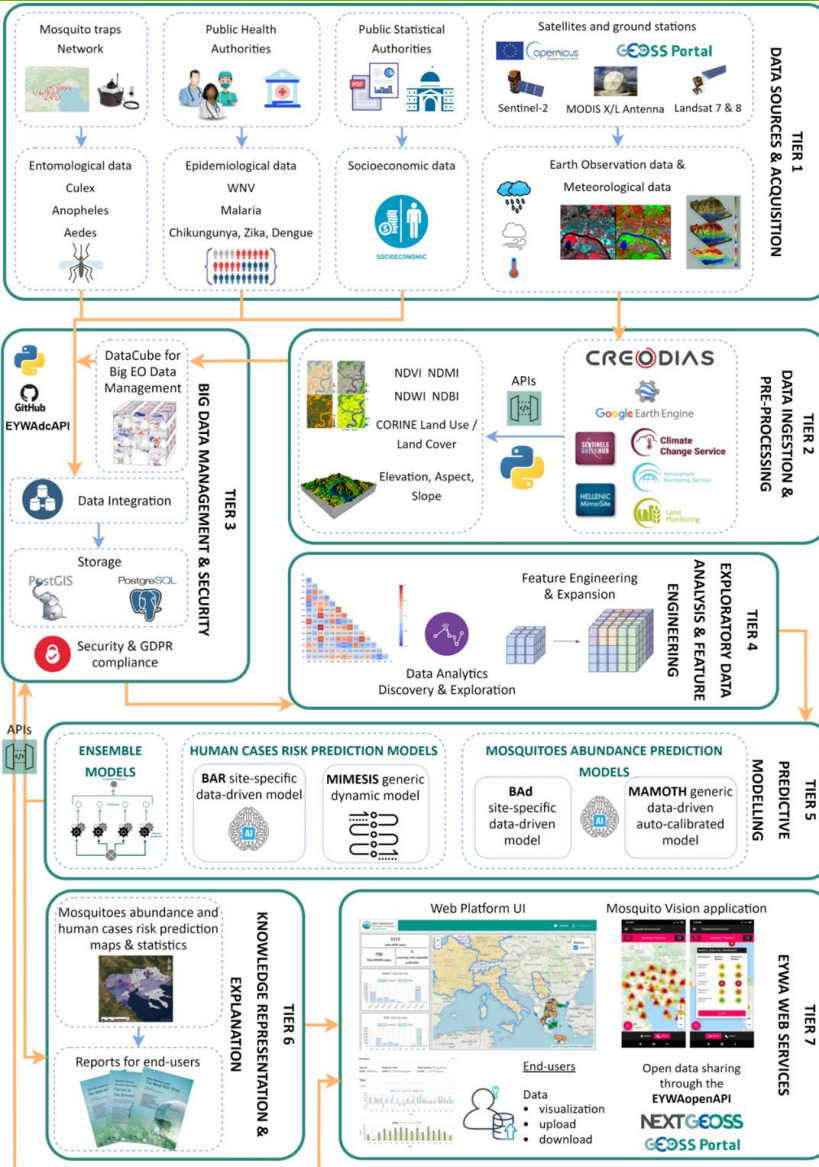 Mosquito traps
Network
Public Health
Authorities
Public Statistical
Authorities
PDF
Satellites and ground stations
Copernicus
GEOSS Portal
Sentinel-2
MODIS X/L Antenna
Landsat 7 & 8
Entomological data
Culex
Anopheles
Aedes
Epidemiological data
WNV
Malaria
Chikungunya, Zika, Dengue
Socioeconomic data
SOCIOECONOMIC
Earth Observation data &
Meteorological data
TIER 1
DATA SOURCES & ACQUISITION
NDVI NDMI
NDWI NDBI
CORINE Land Use /
Land Cover
Elevation, Aspect,
Slope
APIs
CREODIAS
Google Earth Engine
SENTINELS
GREENHUB
Climate
Change Service
Atmosphere
Monitoring Service
HELLENIC
MirrorSite
Land
Monitoring
TIER 2
DATA INGESTION &
PRE-PROCESSING
GitHub
EYWAdcAPI
DataCube for
Big EO Data
Management
Data Integration
Storage
PostGIS
PostgreSQL
Security & GDPR
compliance
TIER 3
BIG DATA MANAGEMENT & SECURITY
Data Analytics
Discovery & Exploration
Feature Engineering
& Expansion
TIER 4
EXPLORATORY DATA
ANALYSIS & FEATURE
ENGINEERING
APIs
ENSEMBLE
MODELS
HUMAN CASES RISK PREDICTION MODELS
BAR site-specific
data-driven model
AI
MIMESIS generic
dynamic model
MOSQUITOES ABUNDANCE PREDICTION
MODELS
BAd
site-specific
data-driven
model
AI
MAMOTH generic
data-driven
auto-calibrated
model
TIER 5
PREDICTIVE
MODELLING
Mosquitoes abundance and
human cases risk prediction
maps & statistics
Reports for end-users
TIER 6
KNOWLEDGE REPRESENTATION &
EXPLANATION
Web Platform UI
Mosquito Vision application
End-users
Data
• visualization
• upload
• download
Open data sharing
through the
EYWAopenAPI
NEXTGEOSS
GEOSS Portal
TIER 7
EYWA WEB SERVICES